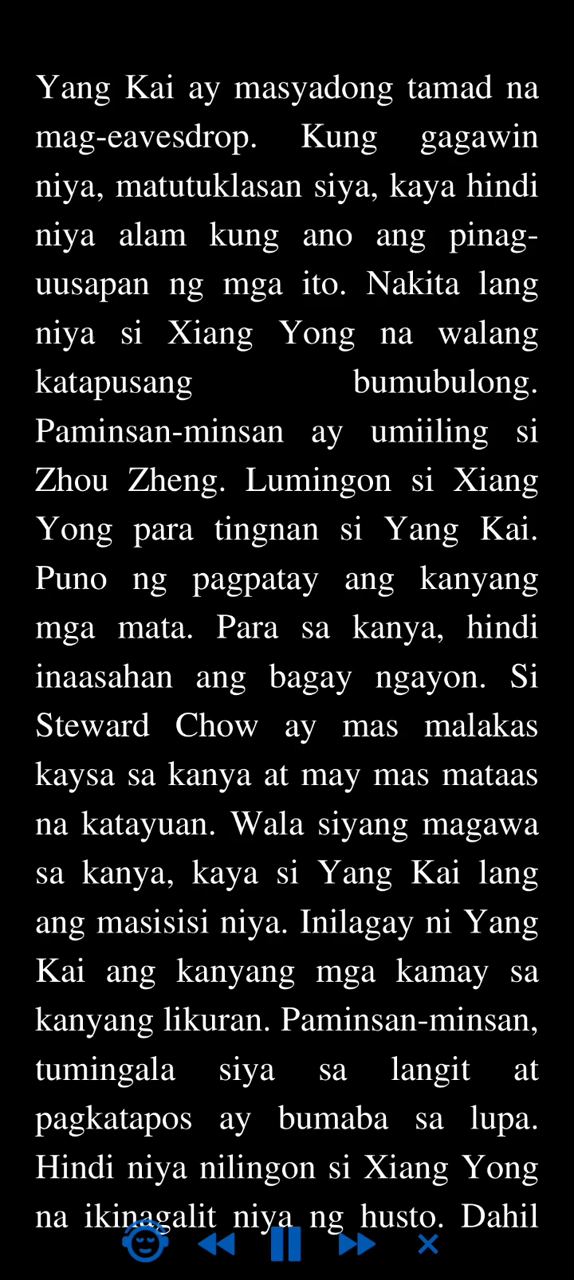 Yang Kai ay masyadong tamad na
mag-eavesdrop. Kung gagawin
niya, matutuklasan siya, kaya hindi
niya alam kung ano ang pinag-
uusapan ng mga ito. Nakita lang
niya si Xiang Yong na walang
katapusang bumubulong.
Paminsan-minsan ay umiiling si
Zhou Zheng. Lumingon si Xiang
Yong para tingnan si Yang Kai.
Puno ng pagpatay ang kanyang
mga mata. Para sa kanya, hindi
inaasahan ang bagay ngayon. Si
Steward Chow ay mas malakas
kaysa sa kanya at may mas mataas
na katayuan. Wala siyang magawa
sa kanya, kaya si Yang Kai lang
ang masisisi niya. Inilagay ni Yang
Kai ang kanyang mga kamay sa
kanyang likuran. Paminsan-minsan,
tumingala siya sa langit at
pagkatapos ay bumaba sa lupa.
Hindi niya nilingon si Xiang Yong
na ikinagalit niya ng husto. Dahil